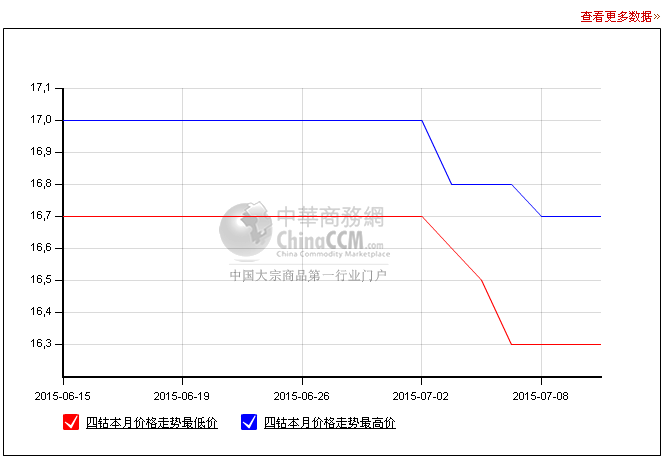 查看更多数据»
17,1
17,0
16,9
16,8
16,7
16,6
16,5
16,4
16,3
中華商務網
ChinaCCM.com
China Commodity Marketplace
中国大宗商品第一行业门户
2015-06-15 2015-06-19 2015-06-26 2015-07-02 2015-07-08
四钴本月价格走势最低价 四钴本月价格走势最高价